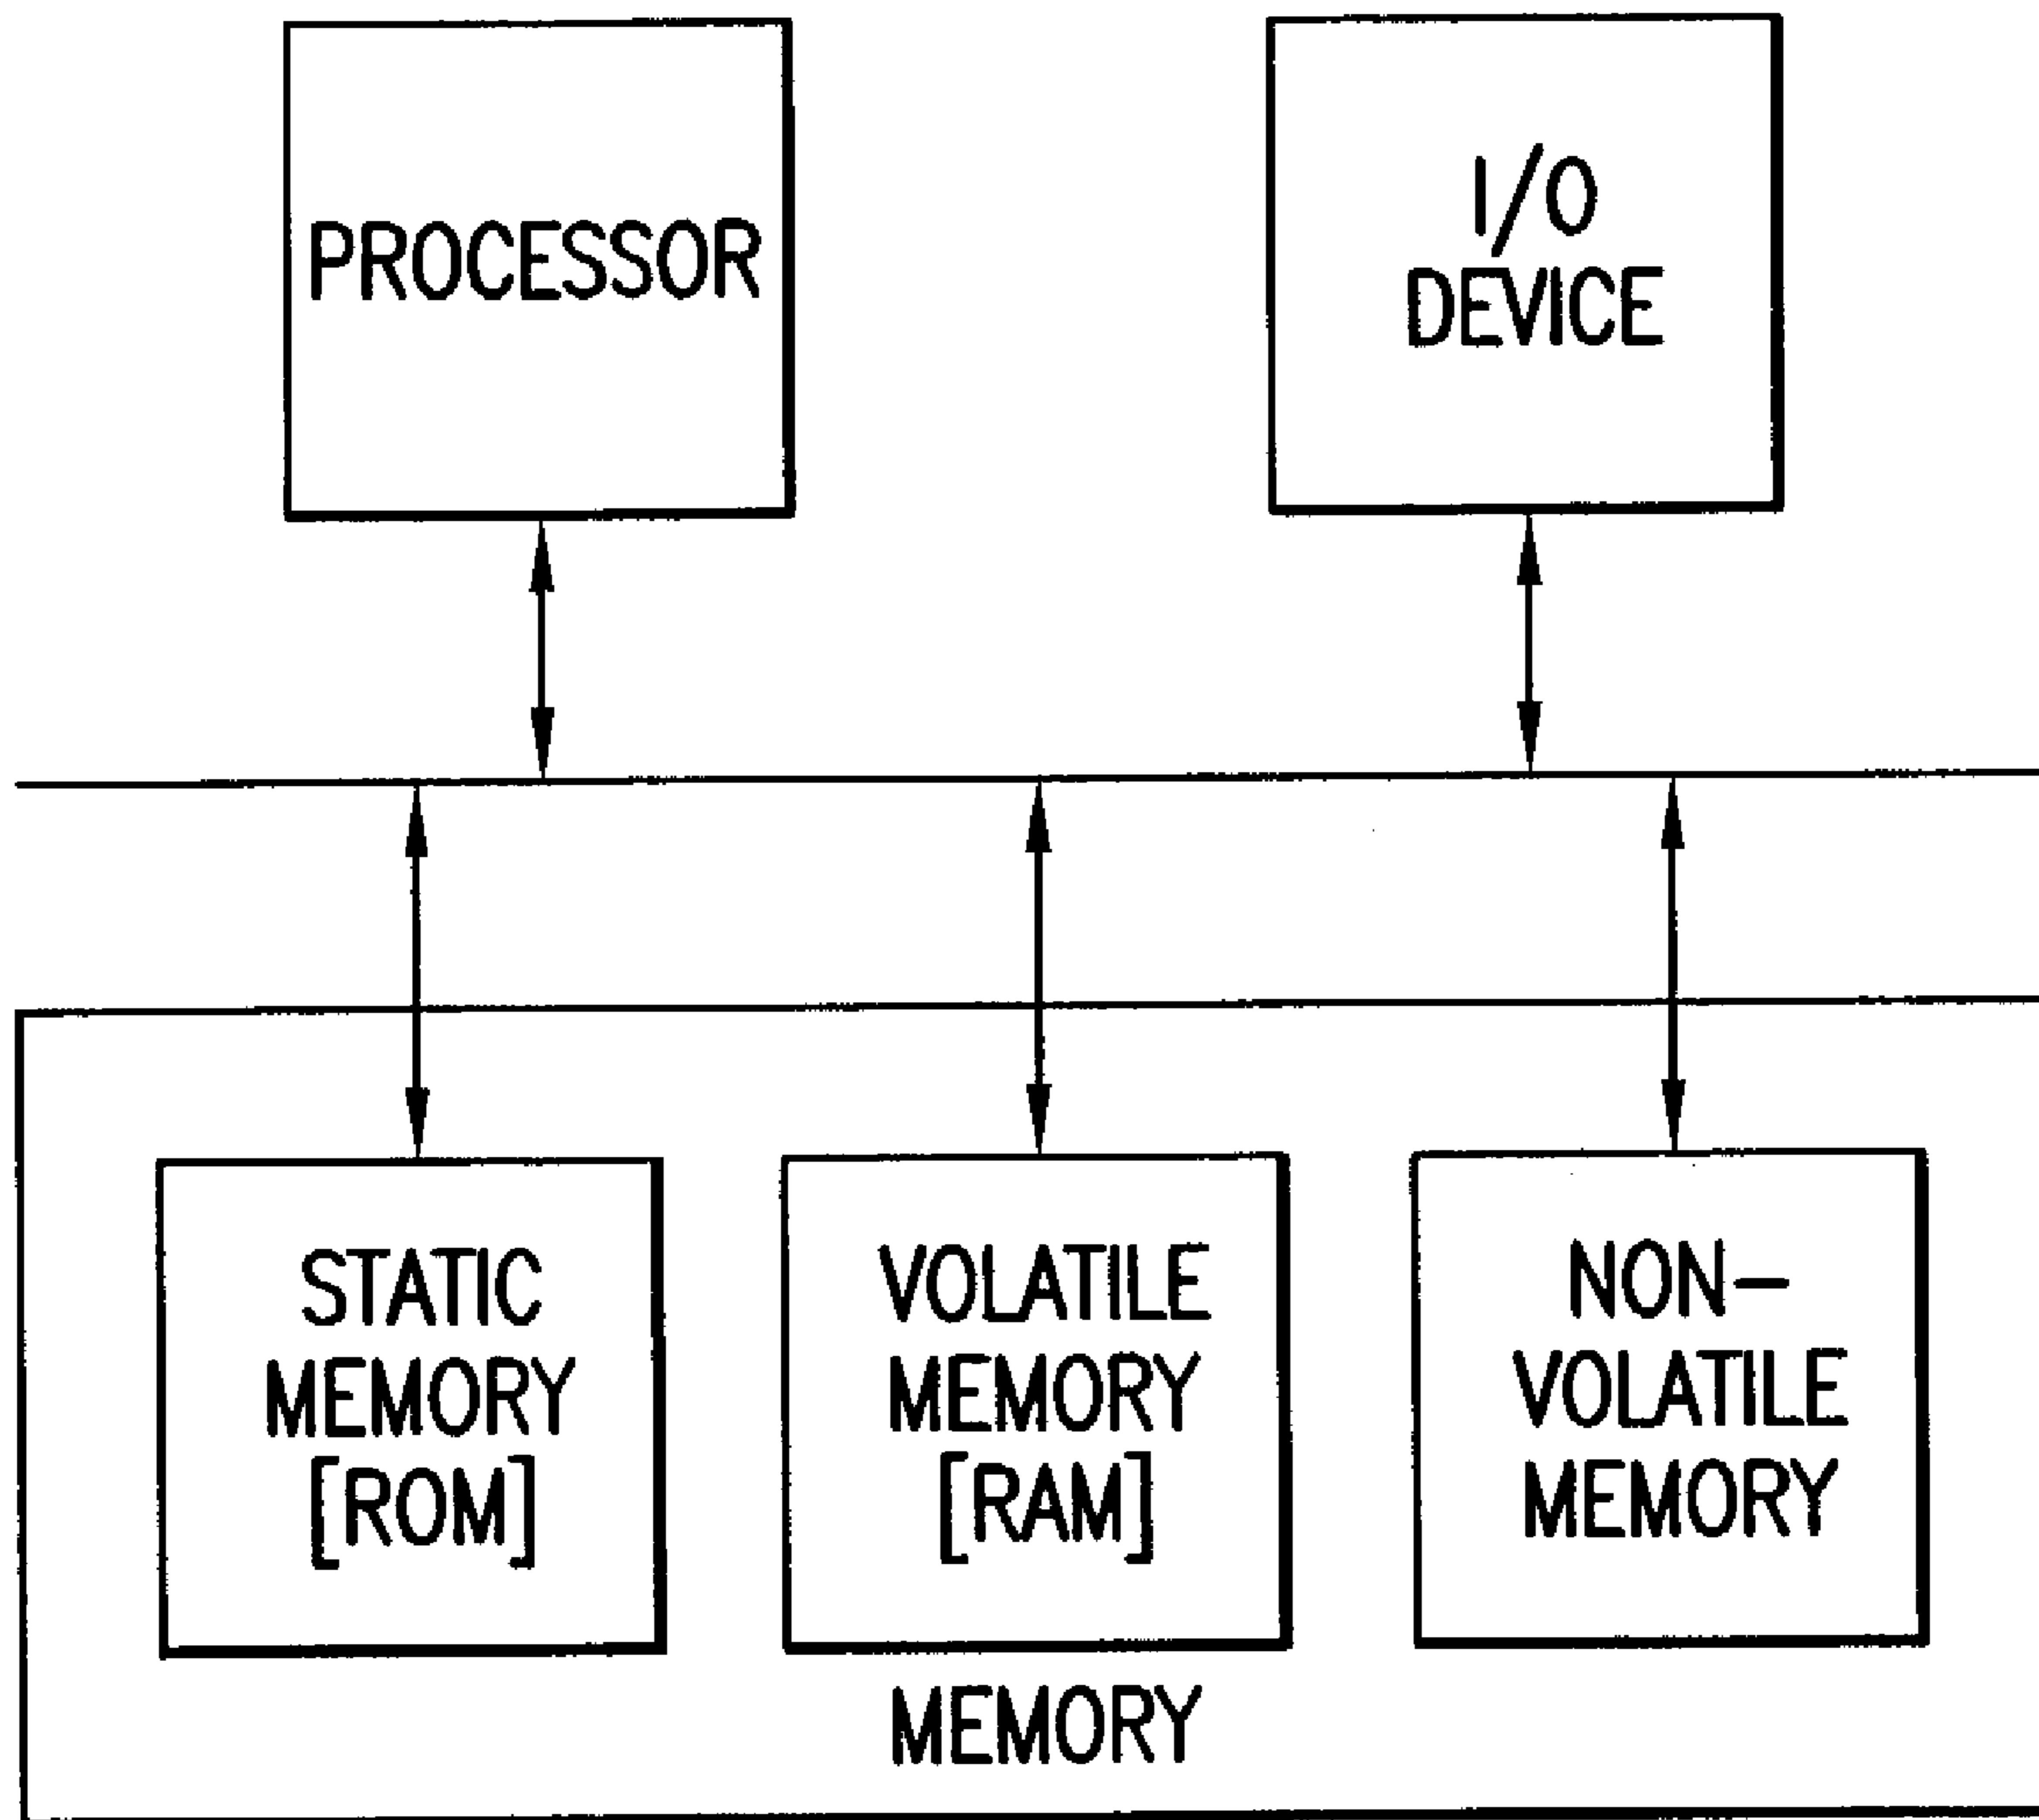 PROCESSOR
I/O
DEVICE
STATIC
MEMORY
[ROM]
VOLATILE
MEMORY
[RAM]
NON-
VOLATILE
MEMORY
MEMORY